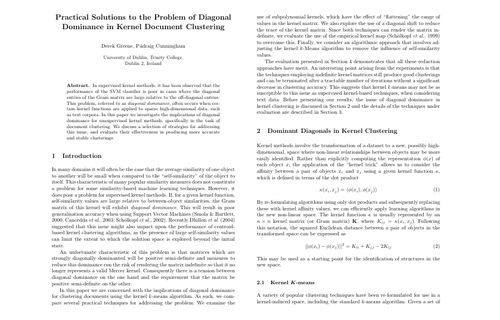 Practical Solutions to the Problem of Diagonal
Dominance in Kernel Document Clustering
Derek Greene, Pádraig Cunningham
University of Dublin, Trinity College,
Dublin 2, Ireland
Abstract. In supervised kernel methods, it has been observed that the
performance of the SVM classifier is poor in cases where the diagonal
entries of the Gram matrix are large relative to the off-diagonal entries.
This problem, referred to as diagonal dominance, often occurs when cer-
tain kernel functions are applied to sparse high-dimensional data, such
as text corpora. In this paper we investigate the implications of diagonal
dominance for unsupervised kernel methods, specifically in the task of
document clustering. We discuss a selection of strategies for addressing
this issue, and evaluate their effectiveness in producing more accurate
and stable clusterings.
1 Introduction
In many domains it will often be the case that the average similarity of one object
to another will be small when compared to the "self-similarity" of the object to
itself. This characteristic of many popular similarity measures does not constitute
a problem for some similarity-based machine learning techniques. However, it
does pose a problem for supervised kernel methods. If, for a given kernel function,
self-similarity values are large relative to between-object similarities, the Gram
matrix of this kernel will exhibit diagonal dominance. This will result in poor
generalisation accuracy when using Support Vector Machines (Smola & Bartlett,
2000; Cancedda et al., 2003; Schölkopf et al., 2002). Recently Dhillon et al. (2004)
suggested that this issue might also impact upon the performance of centroid-
based kernel clustering algorithms, as the presence of large self-similarity values
can limit the extent to which the solution space is explored beyond the initial
state.
An unfortunate characteristic of this problem is that matrices which are
strongly diagonally dominated will be positive semi-definite and measures to
reduce this dominance run the risk of rendering the matrix indefinite so that it no
longer represents a valid Mercer kernel. Consequently there is a tension between
diagonal dominance on the one hand and the requirement that the matrix be
positive semi-definite on the other.
In this paper we are concerned with the implications of diagonal dominance
for clustering documents using the kernel k-means algorithm. As such, we com-
pare several practical techniques for addressing the problem. We examine the
use of subpolynomial kernels, which have the effect of "flattening" the range of
values in the kernel matrix. We also explore the use of a diagonal shift to reduce
the trace of the kernel matrix. Since both techniques can render the matrix in-
definite, we evaluate the use of the empirical kernel map (Schölkopf et al., 1999)
to overcome this. Finally, we consider an algorithmic approach that involves ad-
justing the kernel k-Means algorithm to remove the influence of self-similarity
values.
The evaluation presented in Section 4 demonstrates that all these reduction
approaches have merit. An interesting point arising from the experiments is that
the techniques employing indefinite kernel matrices still produce good clusterings
and can be terminated after a tractable number of iterations without a significant
decrease in clustering accuracy. This suggests that kernel k-means may not be as
susceptible to this issue as supervised kernel-based techniques, when considering
text data. Before presenting our results, the issue of diagonal dominance in
kernel clustering is discussed in Section 2 and the details of the techniques under
evaluation are described in Section 3.
2 Dominant Diagonals in Kernel Clustering
Kernel methods involve the transformation of a dataset to a new, possibly high-
dimensional, space where non-linear relationships between objects may be more
easily identified. Rather than explicitly computing the representation φ(x) of
each object x, the application of the "kernel trick" allows us to consider the
affinity between a pair of objects xi and xj using a given kernel function κ,
which is defined in terms of the dot product
κ(xi, xj) = ⟨φ(xi), φ(xj)⟩ (1)
By re-formulating algorithms using only dot products and subsequently replacing
these with kernel affinity values, we can efficiently apply learning algorithms in
the new non-linear space. The kernel function κ is usually represented by an
n × n kernel matrix (or Gram matrix) K, where Kij = κ(xi, xj). Following
this notation, the squared Euclidean distance between a pair of objects in the
transformed space can be expressed as
||φ(xi) − φ(xj)||² = Kii + Kjj − 2Kij (2)
This may be used as a starting point for the identification of structures in the
new space.
2.1 Kernel K-means
A variety of popular clustering techniques have been re-formulated for use in a
kernel-induced space, including the standard k-means algorithm. Given a set of